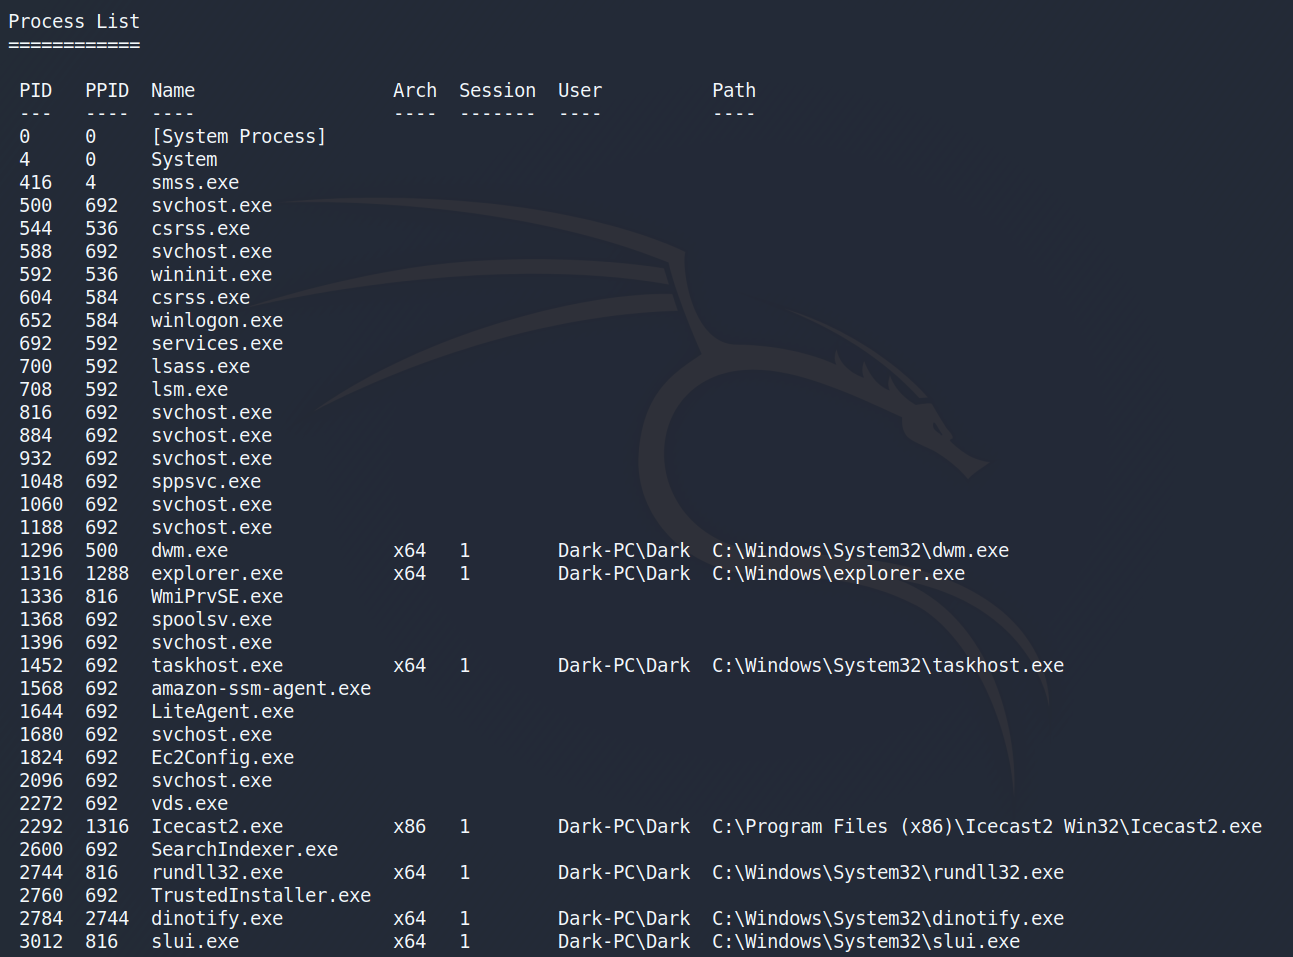 Process List
============
PID PPID Name Arch Session User Path
--- ---- ---- ---- ------- ---- ----
0 0 [System Process]
4 0 System
416 4 smss.exe
500 692 svchost.exe
544 536 csrss.exe
588 692 svchost.exe
592 536 wininit.exe
604 584 csrss.exe
652 584 winlogon.exe
692 592 services.exe
700 592 lsass.exe
708 592 lsm.exe
816 692 svchost.exe
884 692 svchost.exe
932 692 svchost.exe
1048 692 sppsvc.exe
1060 692 svchost.exe
1188 692 svchost.exe
1296 500 dwm.exe x64 1 Dark-PC\Dark C:\Windows\System32\dwm.exe
1316 1288 explorer.exe x64 1 Dark-PC\Dark C:\Windows\explorer.exe
1336 816 WmiPrvSE.exe
1368 692 spoolsv.exe
1396 692 svchost.exe
1452 692 taskhost.exe x64 1 Dark-PC\Dark C:\Windows\System32\taskhost.exe
1568 692 amazon-ssm-agent.exe
1644 692 LiteAgent.exe
1680 692 svchost.exe
1824 692 Ec2Config.exe
2096 692 svchost.exe
2272 692 vds.exe
2292 1316 Icecast2.exe x86 1 Dark-PC\Dark C:\Program Files (x86)\Icecast2 Win32\Icecast2.exe
2600 692 SearchIndexer.exe
2744 816 rundll32.exe x64 1 Dark-PC\Dark C:\Windows\System32\rundll32.exe
2760 692 TrustedInstaller.exe
2784 2744 dinotify.exe x64 1 Dark-PC\Dark C:\Windows\System32\dinotify.exe
3012 816 slui.exe x64 1 Dark-PC\Dark C:\Windows\System32\slui.exe